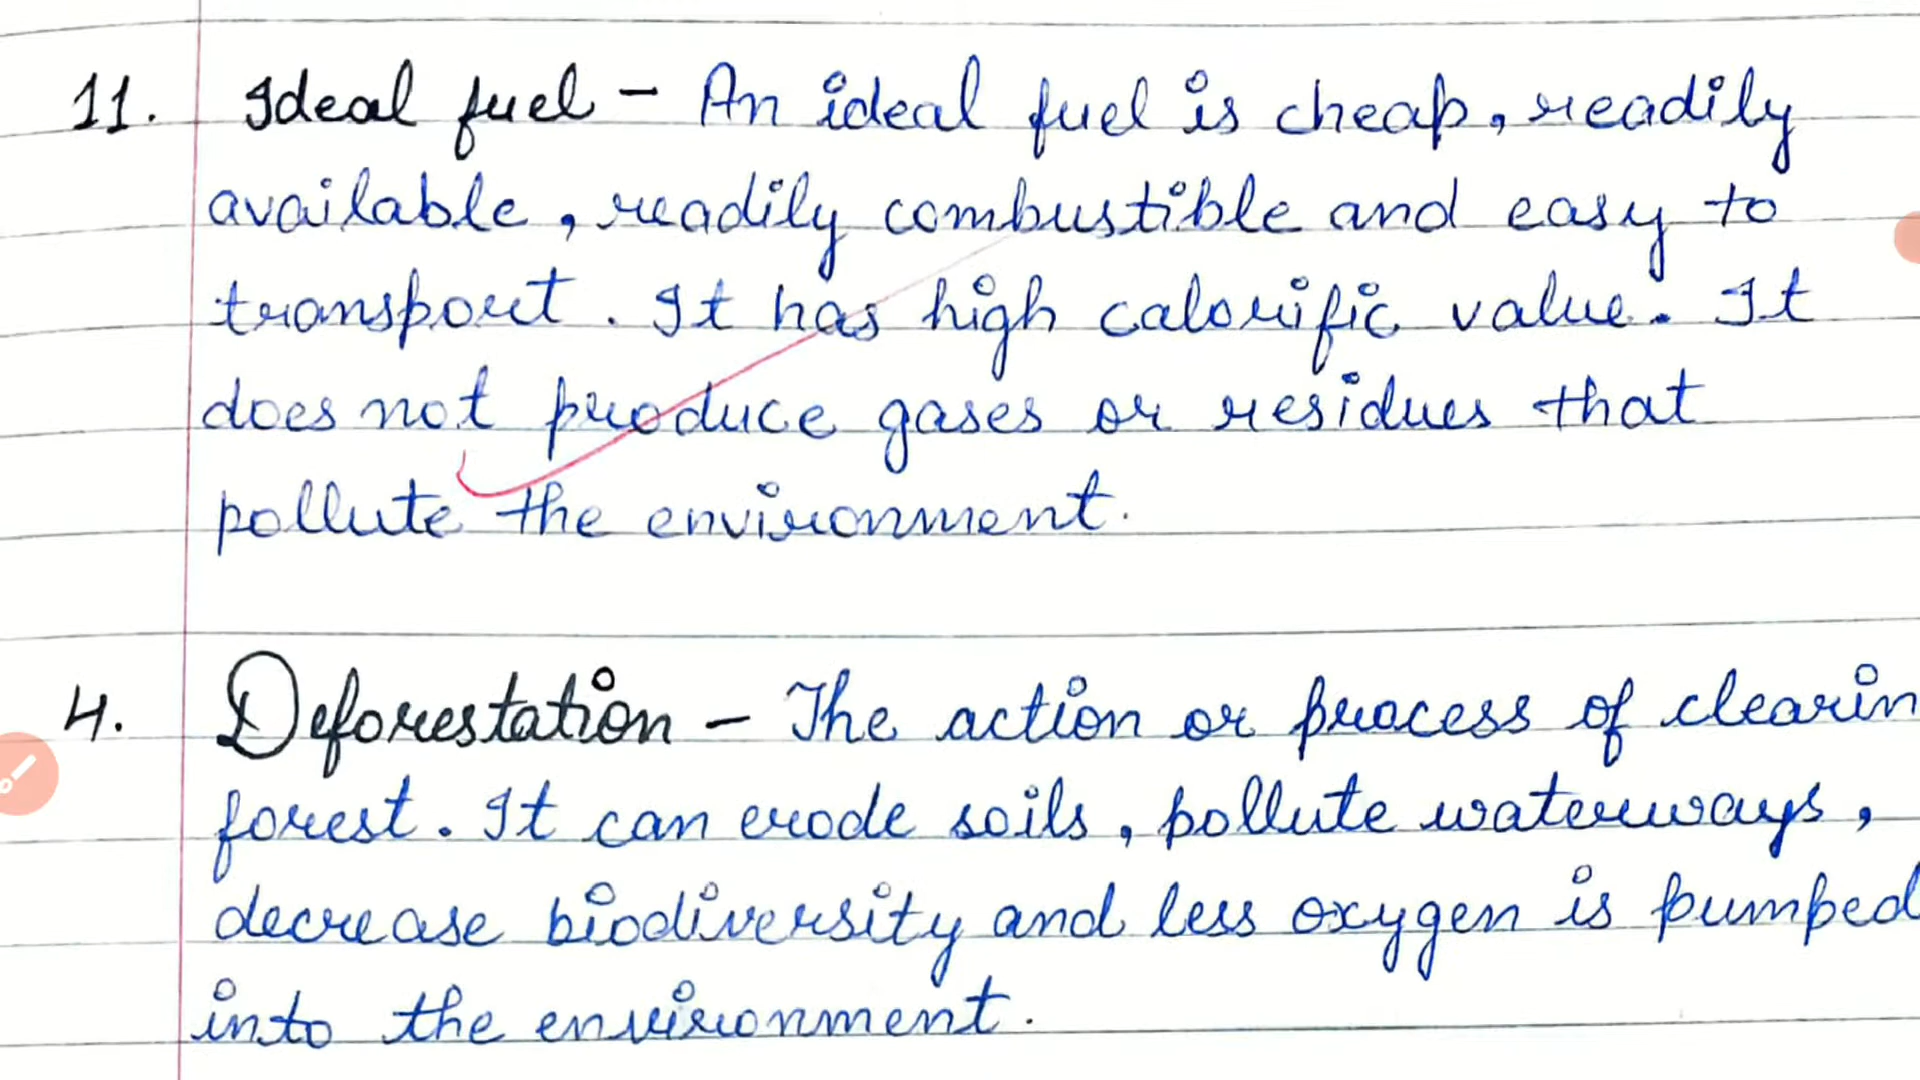 11. Ideal fuel - An ideal fuel is cheap, readily
available, readily combustible and easy to
transport. It has high calorific value. It
does not produce gases or residues that
pollute the environment.
4. Deforestation - The action or process of clearin
forest. It can erode soils, pollute waterways,
decrease biodiversity and less oxygen is pumped
into the environment.